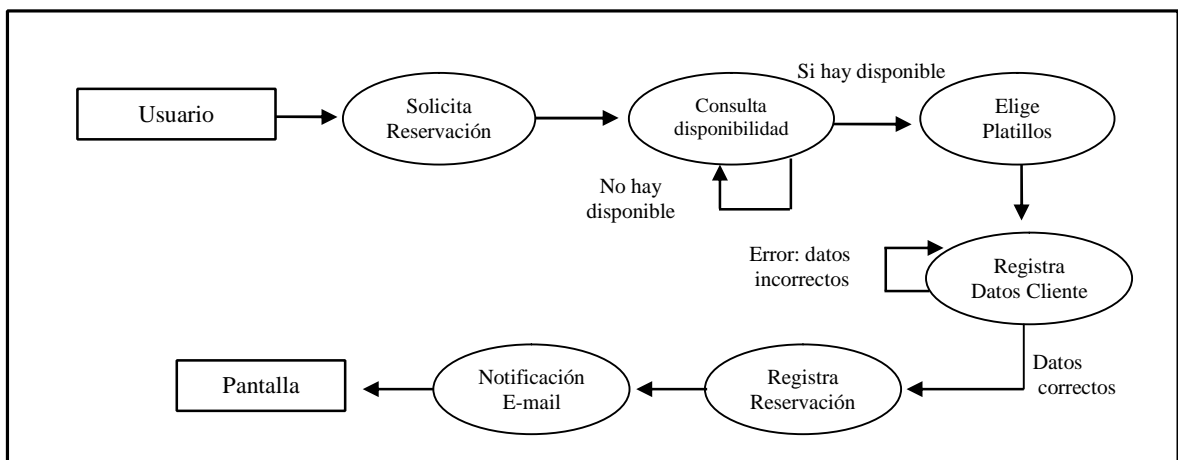 Usuario
Solicita
Reservación
Consulta
disponibilidad
Si hay disponible
Elige
Platillos
No hay
disponible
Error: datos
incorrectos
Registra
Datos Cliente
Datos
correctos
Registra
Reservación
Notificación
E-mail
Pantalla